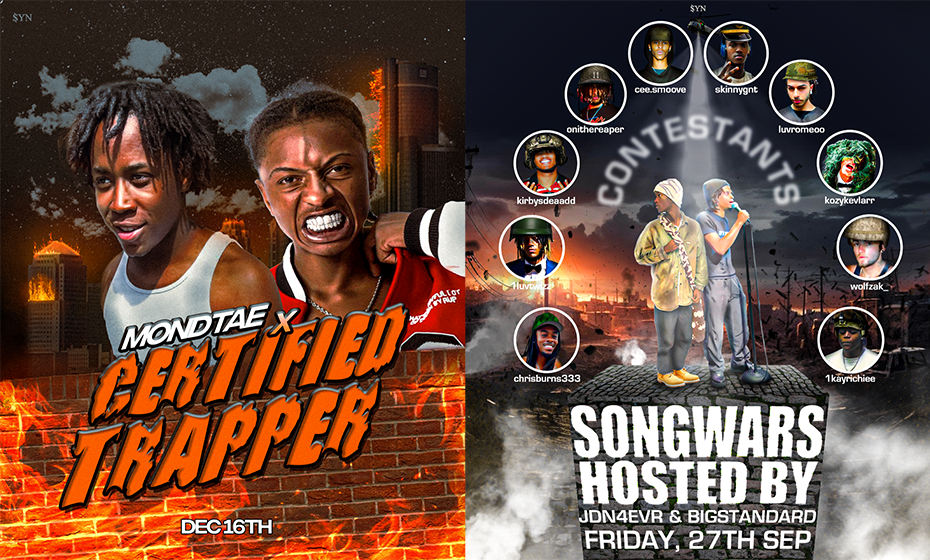 $YN
MONDTAE X
CERTIFIED
TRAPPER
DEC 16TH
$YN
cee.smoove
skinnygnt
onithereaper
luvromeoo
CONTESTANTS
kirbysdeaadd
kozykevlarr
wolfzak_
chrisburns333
1kayrichiee
SONGWARS
HOSTED BY
JDN4EVR & BIGSTANDARD
FRIDAY, 27TH SEP